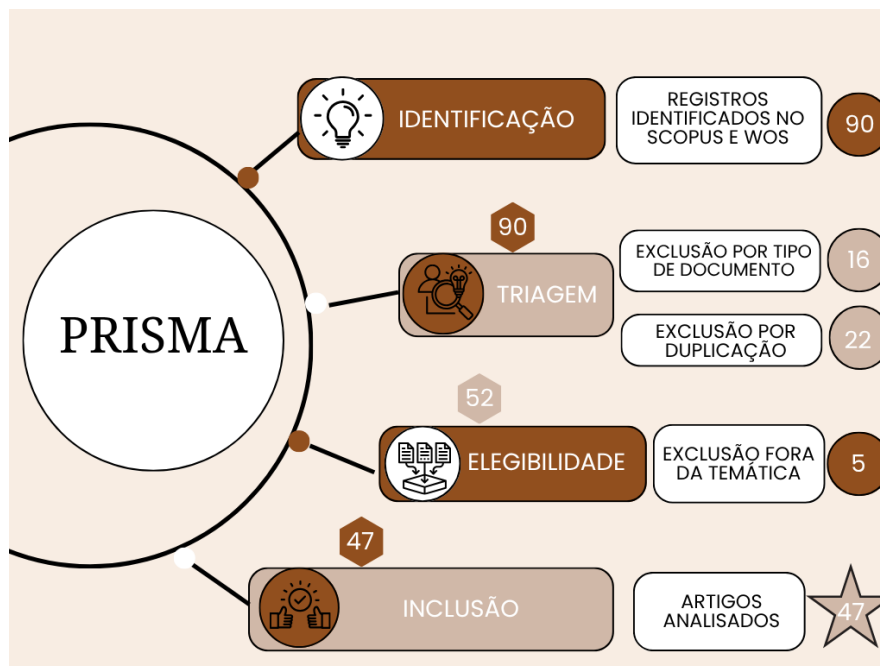 PRISMA
IDENTIFICAÇÃO
REGISTROS
IDENTIFICADOS NO
SCOPUS E WOS
90
90
TRIAGEM
EXCLUSÃO POR TIPO
DE DOCUMENTO
16
EXCLUSÃO POR
DUPLICAÇÃO
22
52
ELEGIBILIDADE
EXCLUSÃO FORA
DA TEMÁTICA
5
47
INCLUSÃO
ARTIGOS
ANALISADOS
47